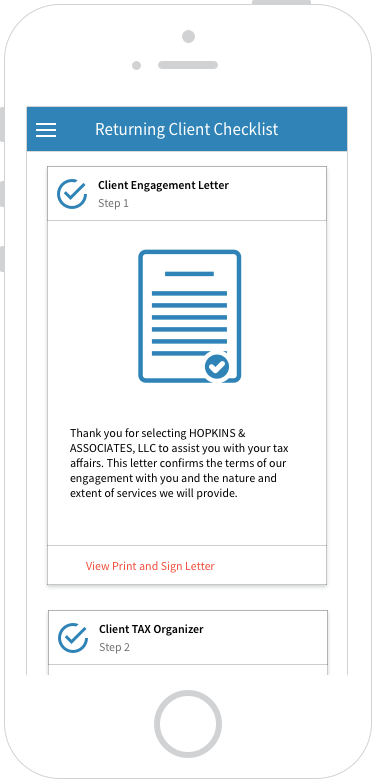 Returning Client Checklist
Client Engagement Letter
Step 1
Thank you for selecting HOPKINS &
ASSOCIATES, LLC to assist you with your tax
affairs. This letter confirms the terms of our
engagement with you and the nature and
extent of services we will provide.
View Print and Sign Letter
Client TAX Organizer
Step 2